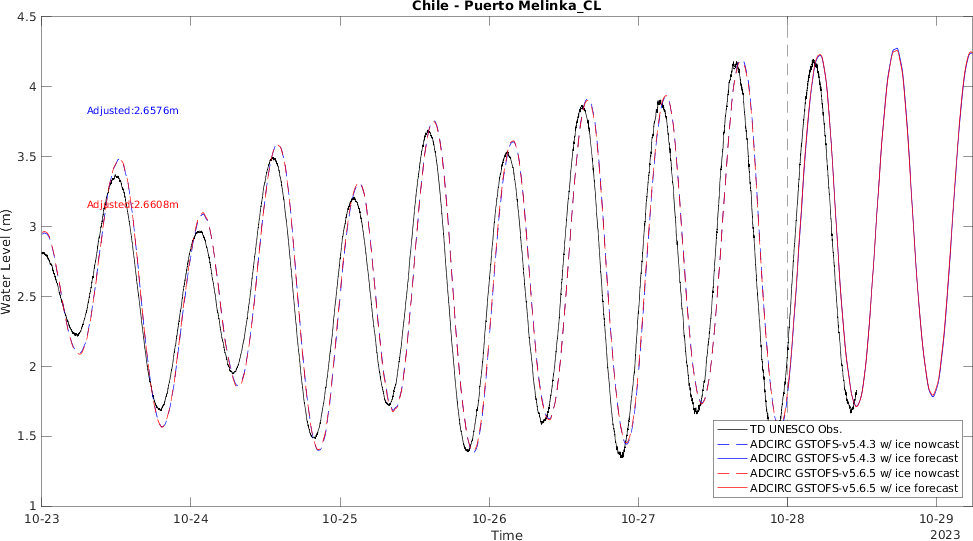 Chile - Puerto Melinka_CL
4.5
4
3.5
3
2.5
2
1.5
1
Water Level (m)
Adjusted:2.6576m
Adjusted:2.6608m
TD UNESCO Obs.
ADCIRC GSTOFS-v5.4.3 w/ ice nowcast
ADCIRC GSTOFS-v5.4.3 w/ ice forecast
ADCIRC GSTOFS-v5.6.5 w/ ice nowcast
ADCIRC GSTOFS-v5.6.5 w/ ice forecast
10-23 10-24 10-25 10-26 10-27 10-28 10-29
Time
2023